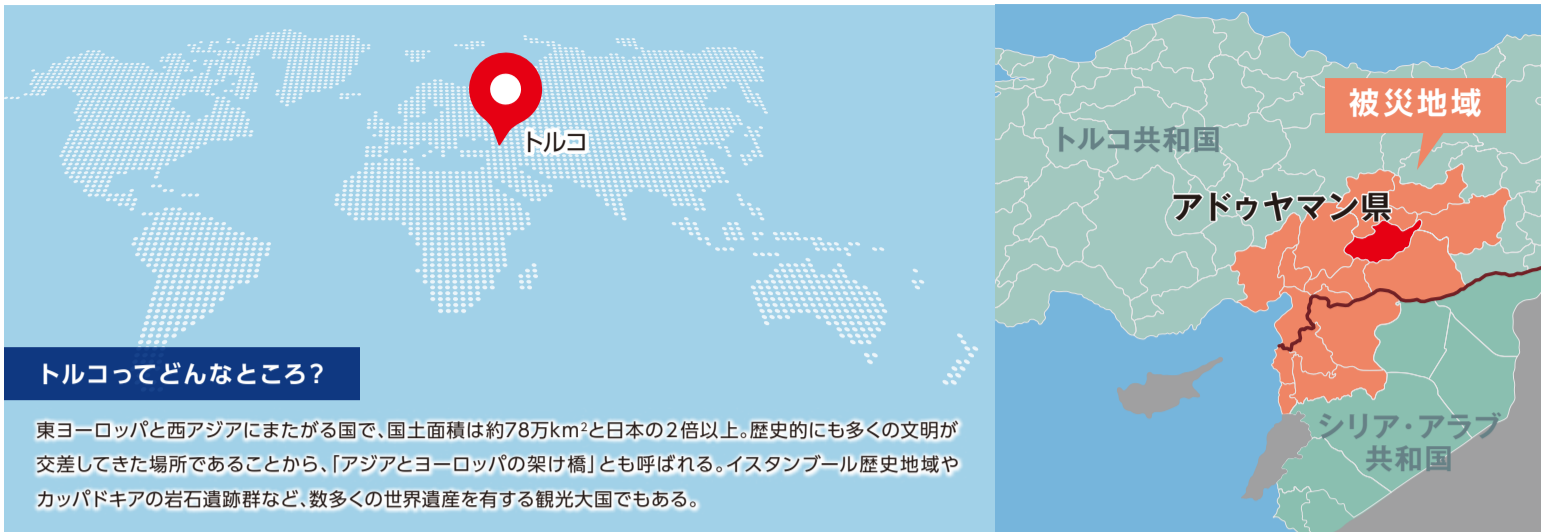 トルコ
トルコってどんなところ?
東ヨーロッパと西アジアにまたがる国で、国土面積は約78万km²と日本の2倍以上。歴史的にも多くの文明が
交差してきた場所であることから、「アジアとヨーロッパの架け橋」とも呼ばれる。イスタンブール歴史地域や
カッパドキアの岩石遺跡群など、数多くの世界遺産を有する観光大国でもある。
被災地域
トルコ共和国
アドゥヤマン県
シリア・アラブ
共和国